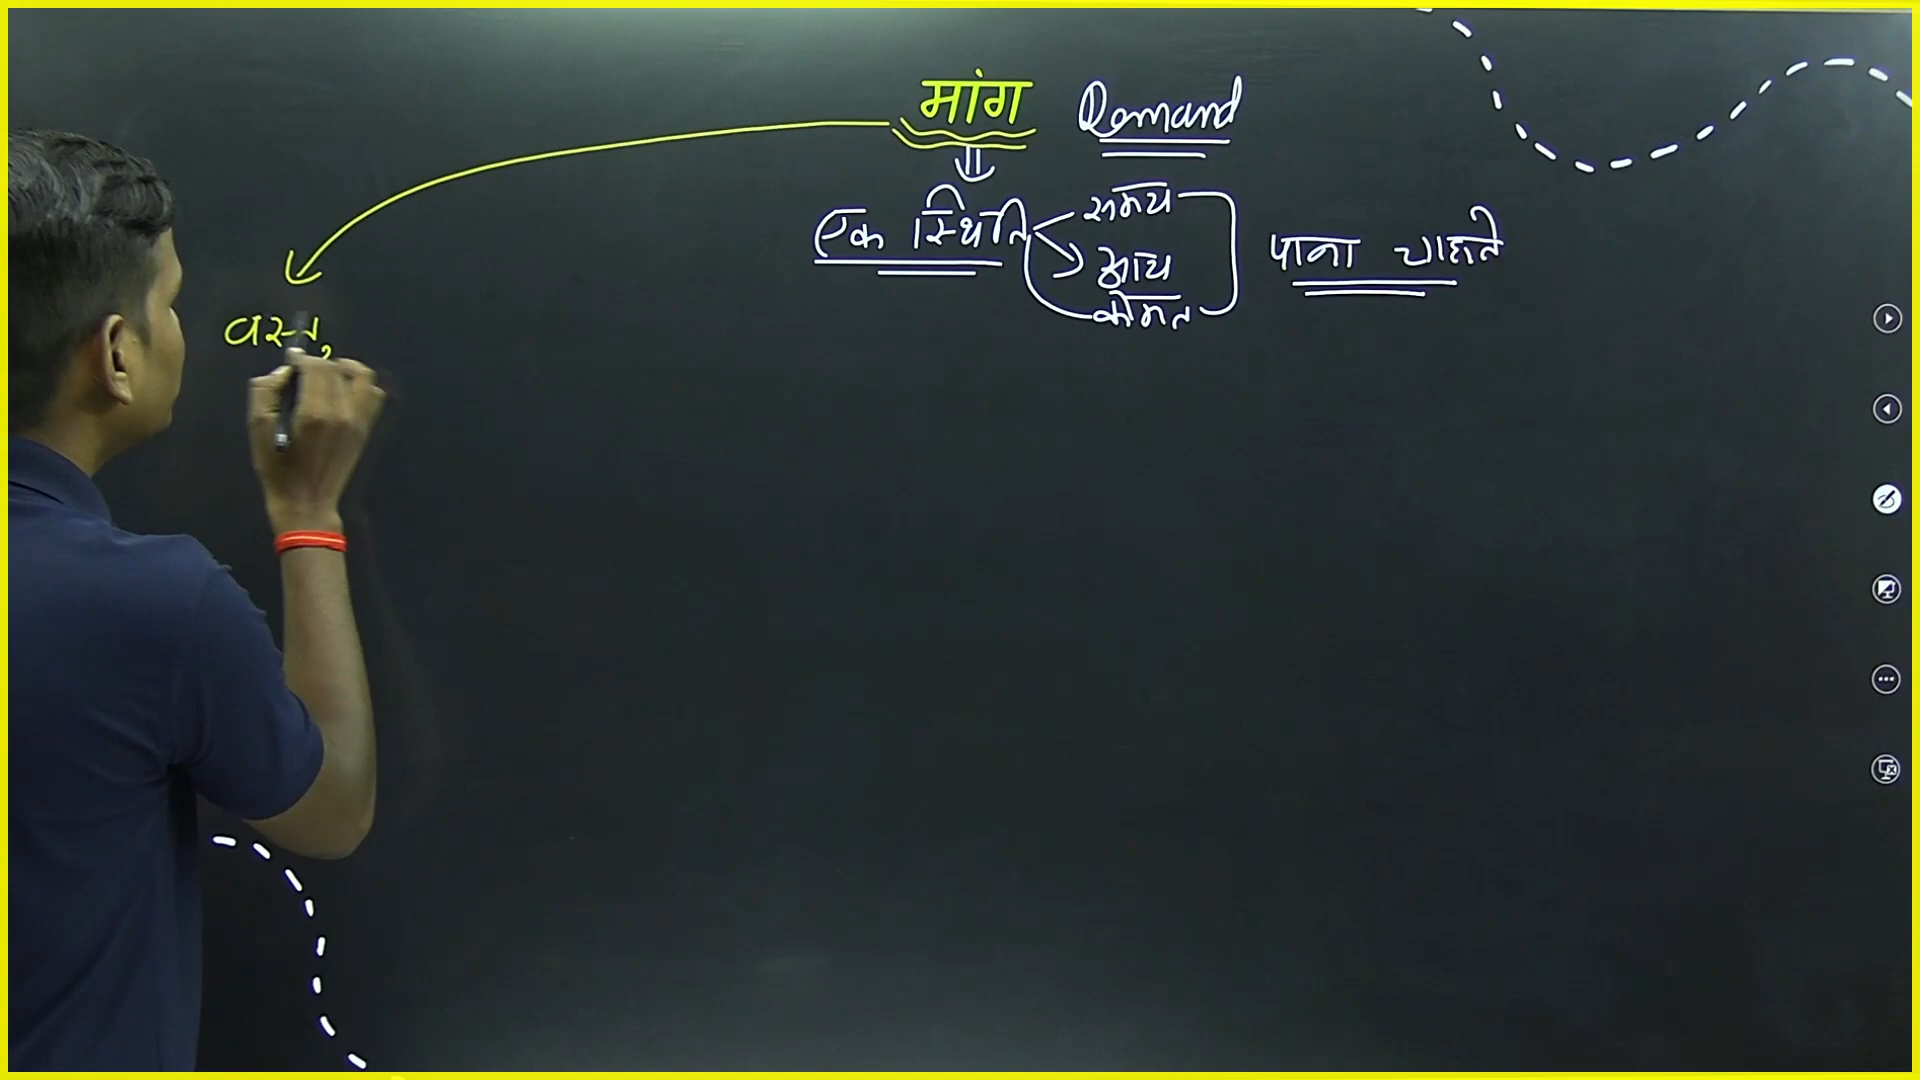 मांग Demand
एक स्थिति समय
आय
कीमत
पाना चाहते
वस्तु